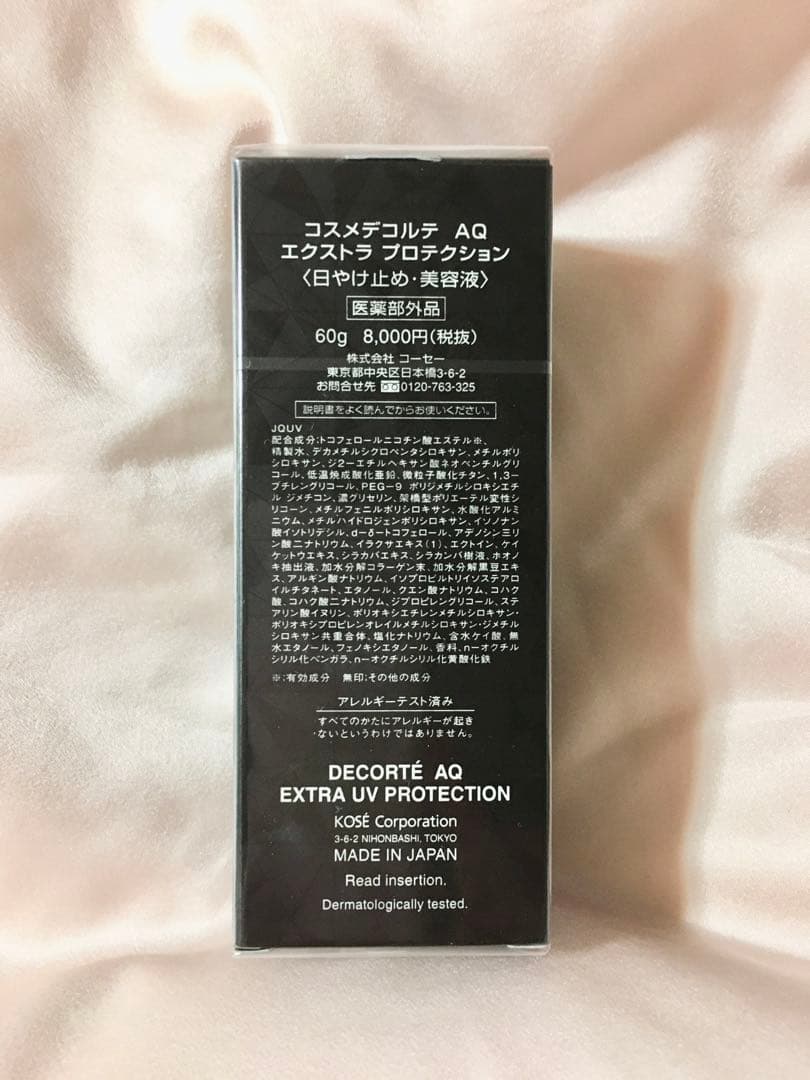 コスメデコルテ AQ
エクストラ プロテクション
〈日やけ止め・美容液〉
医薬部外品
60g 8,000円(税抜)
株式会社 コーセー
東京都中央区日本橋3-6-2
お問合せ先 0120-763-325
説明書をよく読んでからお使いください。
JQUV
配合成分:トコフェロールニコチン酸エステル※、
精製水、デカメチルシクロペンタシロキサン、メチルポリ
シロキサン、ジ2-エチルヘキサン酸ネオペンチルグリ
コール、低温焼成酸化亜鉛、微粒子酸化チタン、1,3-
ブチレングリコール、PEG-9 ポリジメチルシロキシエチ
ル ジメチコン、濃グリセリン、架橋型ポリエーテル変性シ
リコーン、メチルフェニルポリシロキサン、水酸化アルミ
ニウム、メチルハイドロジェンポリシロキサン、イソノナン
酸イソトリデシル、d-δ-トコフェロール、アデノシン三リ
ン酸二ナトリウム、イラクサエキス(1)、エクトイン、ケイ
ケットウエキス、シラカバエキス、シラカンバ樹液、ホオノ
キ抽出液、加水分解コラーゲン末、加水分解黒豆エキ
ス、アルギン酸ナトリウム、イソプロピルトリイソステアロ
イルチタネート、エタノール、クエン酸ナトリウム、コハク
酸、コハク酸二ナトリウム、ジプロピレングリコール、ステ
アリン酸イヌリン、ポリオキシエチレン・メチルシロキサン・
ポリオキシプロピレンオレイルメチルシロキサン・ジメチル
シロキサン共重合体、塩化ナトリウム、含水ケイ酸、無
水エタノール、フェノキシエタノール、香料、n-オクチル
シリル化ベンガラ、n-オクチルシリル化黄酸化鉄
※:有効成分 無印:その他の成分
アレルギーテスト済み
すべてのかたにアレルギーが起き
ないというわけではありません。
DECORTÉ AQ
EXTRA UV PROTECTION
KOSÉ Corporation
3-6-2 NIHONBASHI, TOKYO
MADE IN JAPAN
Read insertion.
Dermatologically tested.